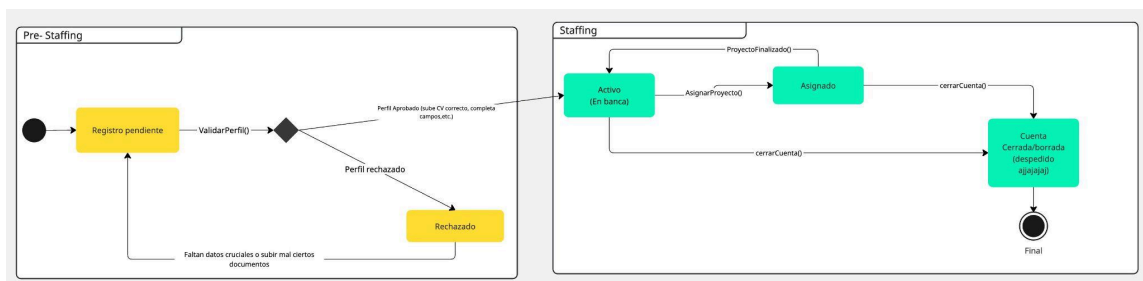 Pre- Staffing
Registro pendiente
ValidarPerfil()
Perfil Aprobado (sube CV correcto, completa
campos,etc.)
Perfil rechazado
Rechazado
Faltan datos cruciales o subir mal ciertos
documentos
Staffing
ProyectoFinalizado()
Activo
(En banca)
AsignarProyecto()
Asignado
cerrarCuenta()
cerrarCuenta()
Cuenta
Cerrada/borrada
(despedido
ajjajajaj)
Final